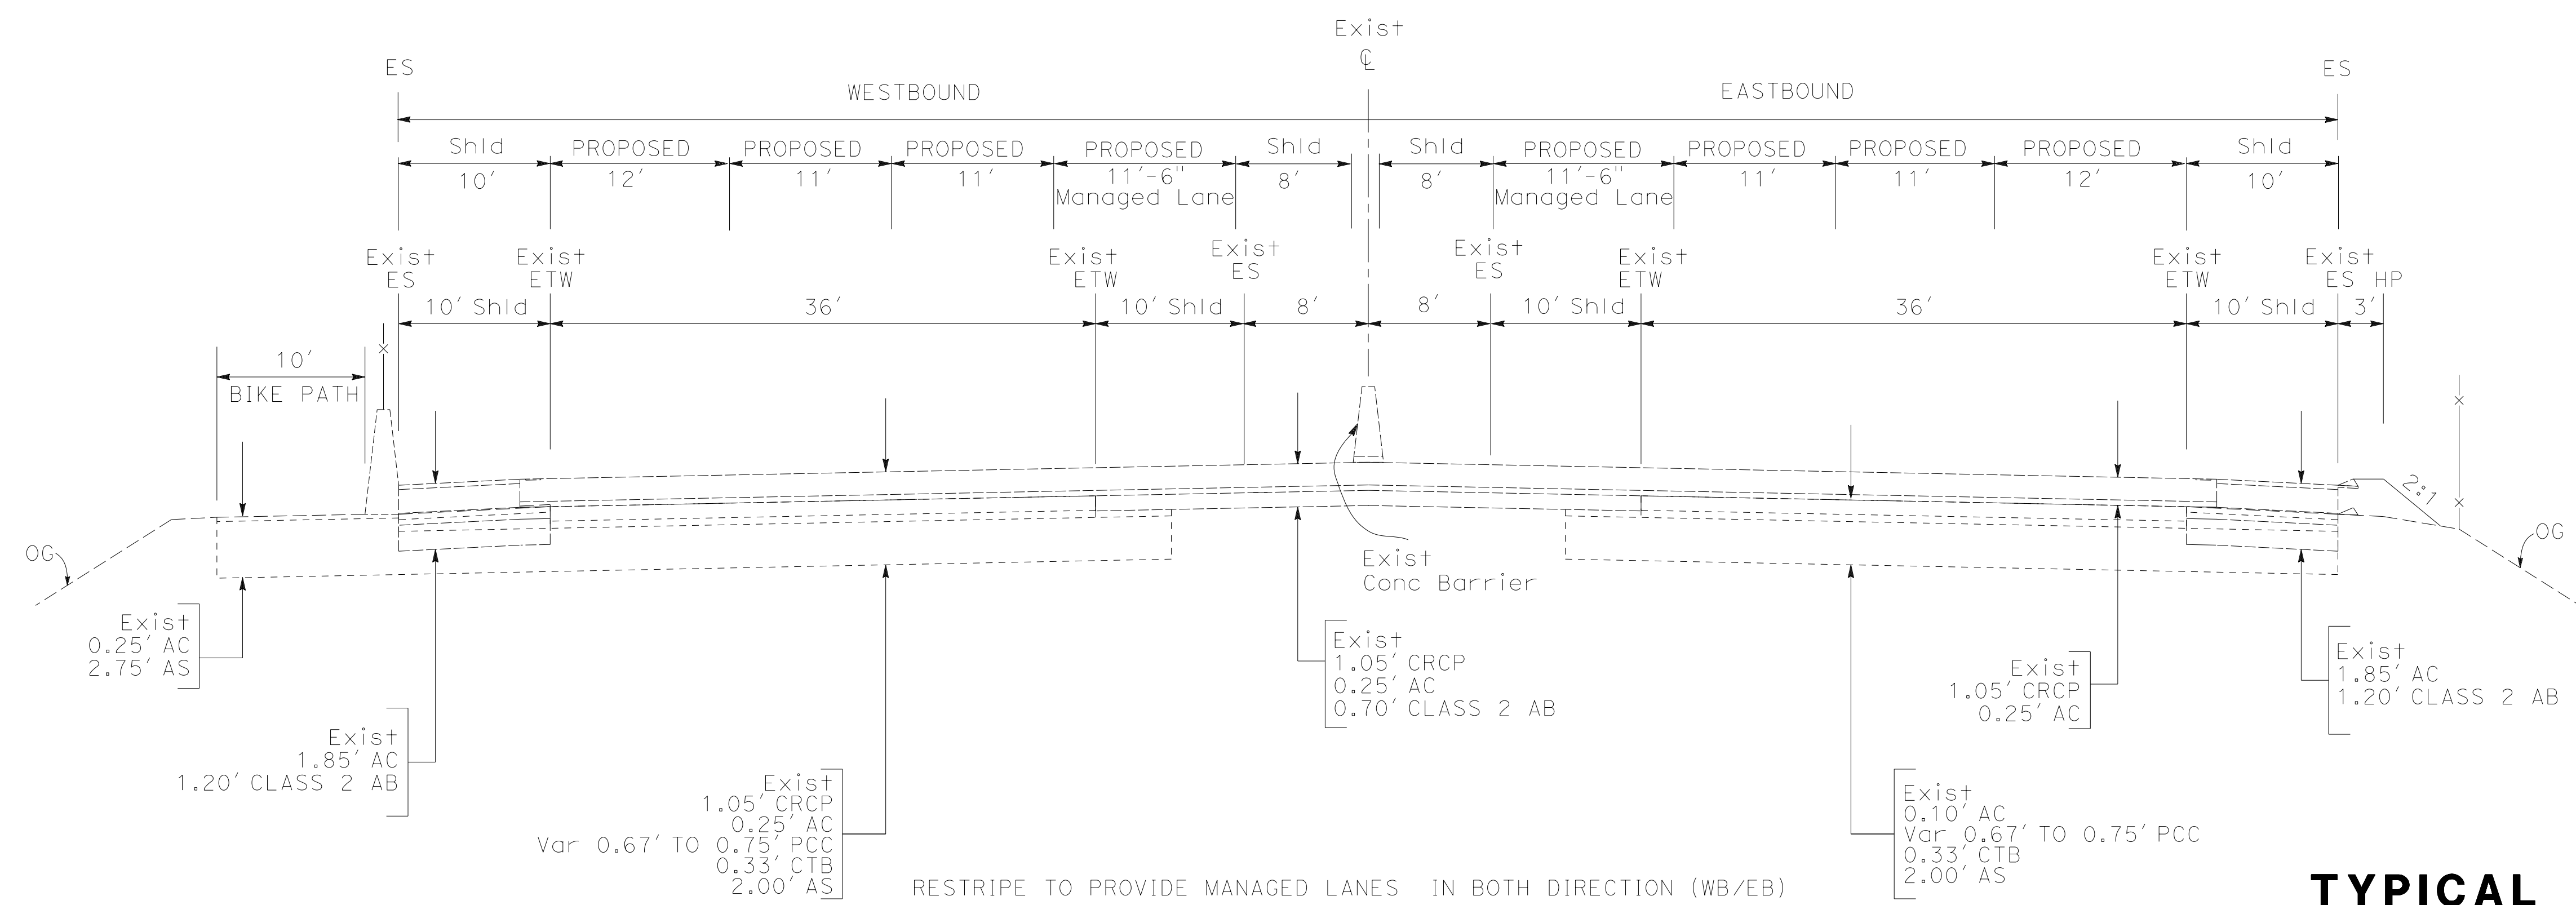 Exist
℄
ES
ES
WESTBOUND
EASTBOUND
Shld
PROPOSED
PROPOSED
PROPOSED
PROPOSED
Shld
Shld
PROPOSED
PROPOSED
PROPOSED
PROPOSED
Shld
10'
12'
11'
11'
11'-6"
8'
8'
11'-6"
11'
11'
12'
10'
Managed Lane
Managed Lane
Exist
ES
Exist
ETW
Exist
ETW
Exist
ES
Exist
ES
Exist
ETW
Exist
ETW
Exist
ES HP
10' Shld
36'
10' Shld
8'
8'
10' Shld
36'
10' Shld
3'
10'
BIKE PATH
2:1
OG
OG
Exist
Conc Barrier
Exist
0.25' AC
2.75' AS
Exist
1.85' AC
1.20' CLASS 2 AB
Exist
1.05' CRCP
0.25' AC
Var 0.67' TO 0.75' PCC
0.33' CTB
2.00' AS
Exist
1.05' CRCP
0.25' AC
0.70' CLASS 2 AB
Exist
1.05' CRCP
0.25' AC
Exist
1.85' AC
1.20' CLASS 2 AB
Exist
0.10' AC
Var 0.67' TO 0.75' PCC
0.33' CTB
2.00' AS
RESTRIPE TO PROVIDE MANAGED LANES IN BOTH DIRECTION (WB/EB)
TYPICAL